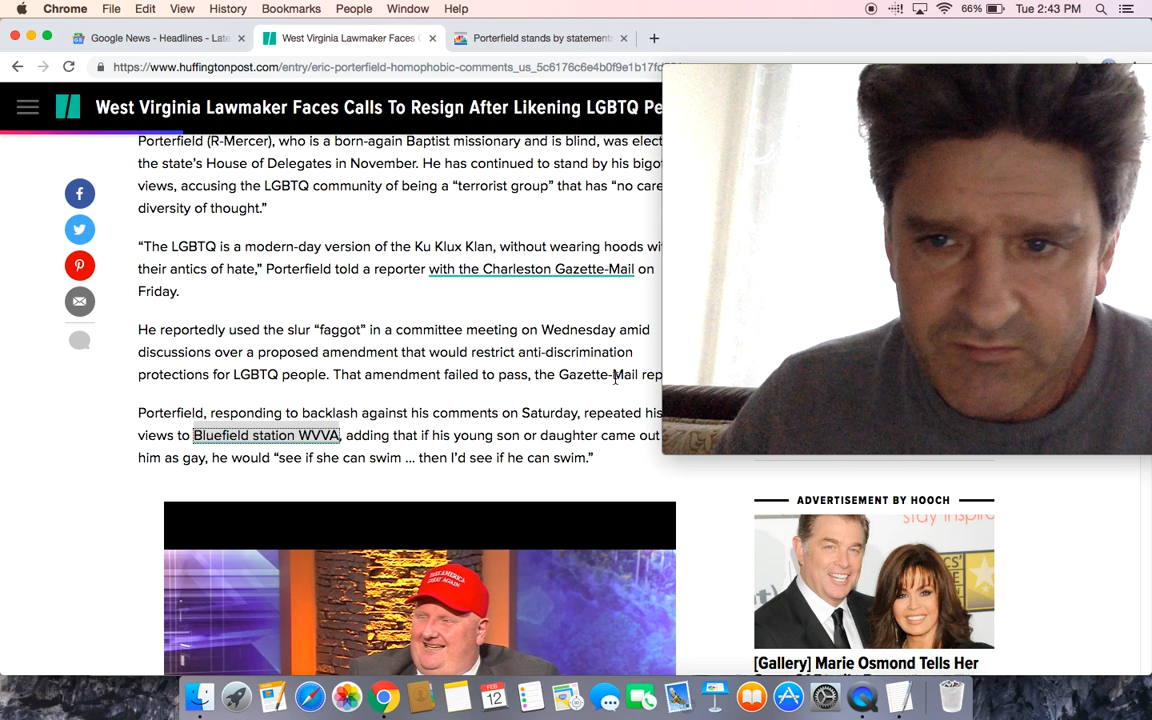 Chrome File Edit View History Bookmarks People Window Help 66% Tue 2:43 PM
Google News - Headlines - Late
West Virginia Lawmaker Faces
Porterfield stands by statement
https://www.huffingtonpost.com/entry/eric-porterfield-homophobic-comments_us_5c6176c6e4b0f9e1b17f
West Virginia Lawmaker Faces Calls To Resign After Likening LGBTQ Pe
Porterfield (R-Mercer), who is a born-again Baptist missionary and is blind, was elect
the state's House of Delegates in November. He has continued to stand by his bigo
views, accusing the LGBTQ community of being a “terrorist group” that has “no care
diversity of thought.”
“The LGBTQ is a modern-day version of the Ku Klux Klan, without wearing hoods wi
their antics of hate,” Porterfield told a reporter with the Charleston Gazette-Mail on
Friday.
He reportedly used the slur “faggot” in a committee meeting on Wednesday amid
discussions over a proposed amendment that would restrict anti-discrimination
protections for LGBTQ people. That amendment failed to pass, the Gazette-Mail rep
Porterfield, responding to backlash against his comments on Saturday, repeated his
views to Bluefield station WVVA, adding that if his young son or daughter came out
him as gay, he would “see if she can swim ... then I'd see if he can swim.”
MAKE AMERICA
GREAT AGAIN
ADVERTISEMENT BY HOOCH
stay inspire
[Gallery] Marie Osmond Tells Her
FEB
12